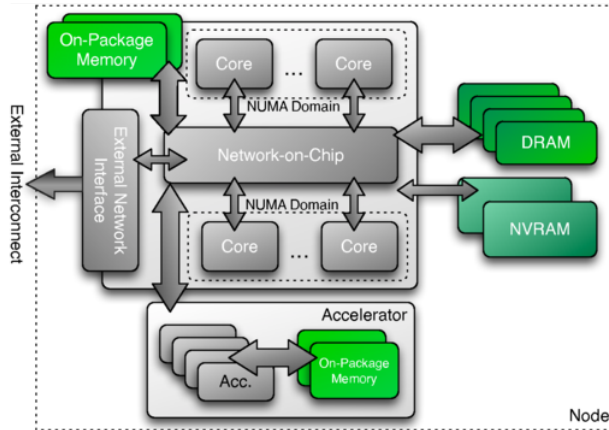 On-Package
Memory
Core
...
Core
NUMA Domain
External Interconnect
External Network
Interface
Network-on-Chip
DRAM
NVRAM
NUMA Domain
Core
...
Core
Accelerator
Acc.
On-Package
Memory
Node